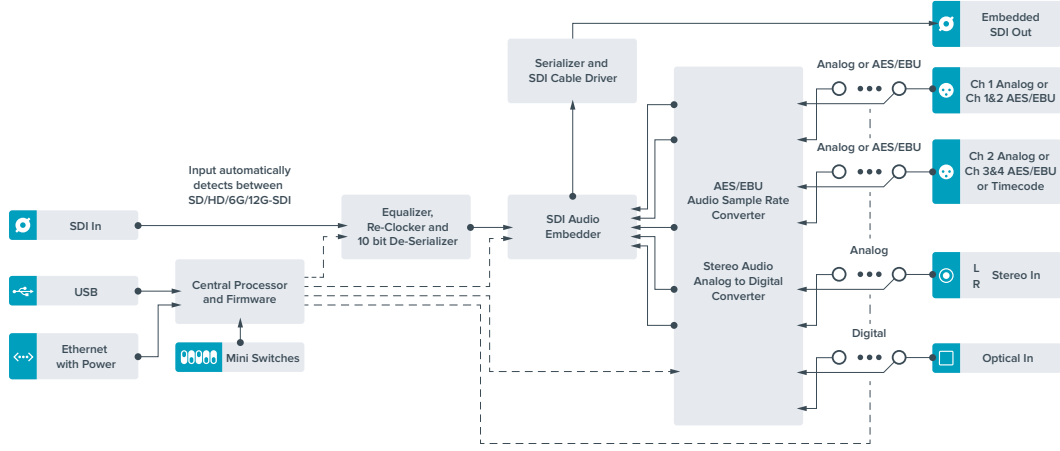 Embedded
SDI Out
Serializer and
SDI Cable Driver
Analog or AES/EBU
Ch 1 Analog or
Ch 1&2 AES/EBU
Analog or AES/EBU
Ch 2 Analog or
Ch 3&4 AES/EBU
or Timecode
Input automatically
detects between
SD/HD/6G/12G-SDI
AES/EBU
Audio Sample Rate
Converter
SDI In
Equalizer,
Re-Clocker and
10 bit De-Serializer
SDI Audio
Embedder
Analog
L
R
Stereo In
Stereo Audio
Analog to Digital
Converter
USB
Central Processor
and Firmware
Digital
Ethernet
with Power
Mini Switches
Optical In